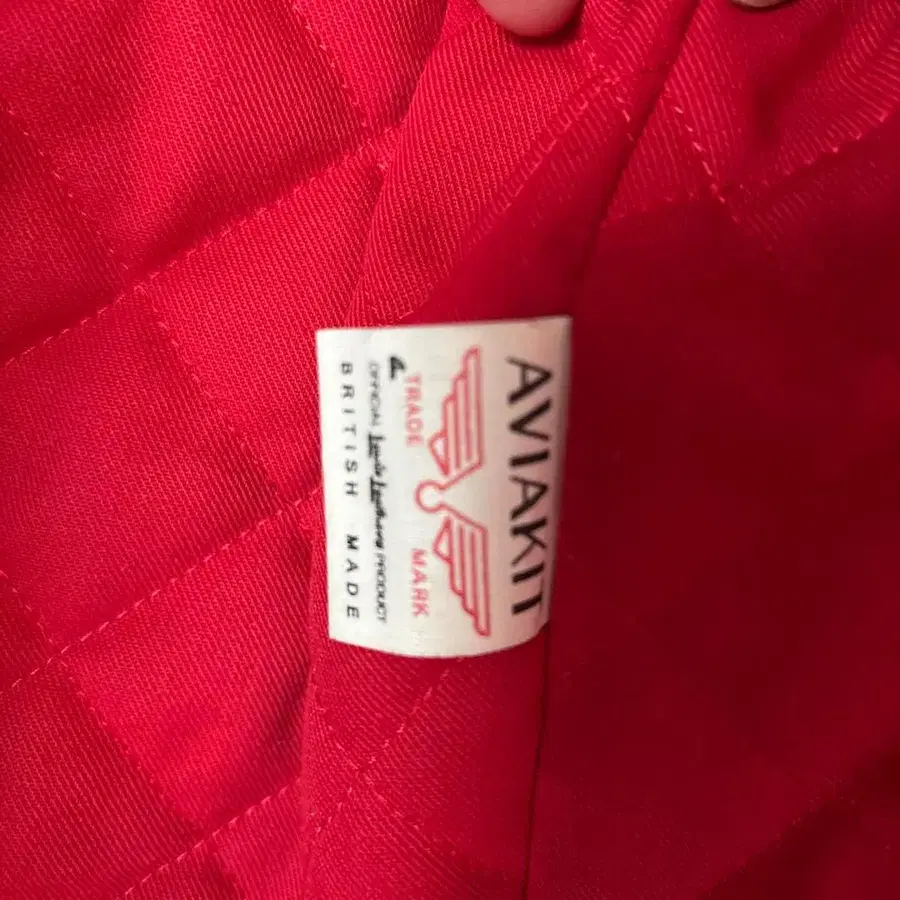 AVIAKIT
TRADE MARK
A
OFFICIAL Lewis Leathers PRODUCT
BRITISH MADE